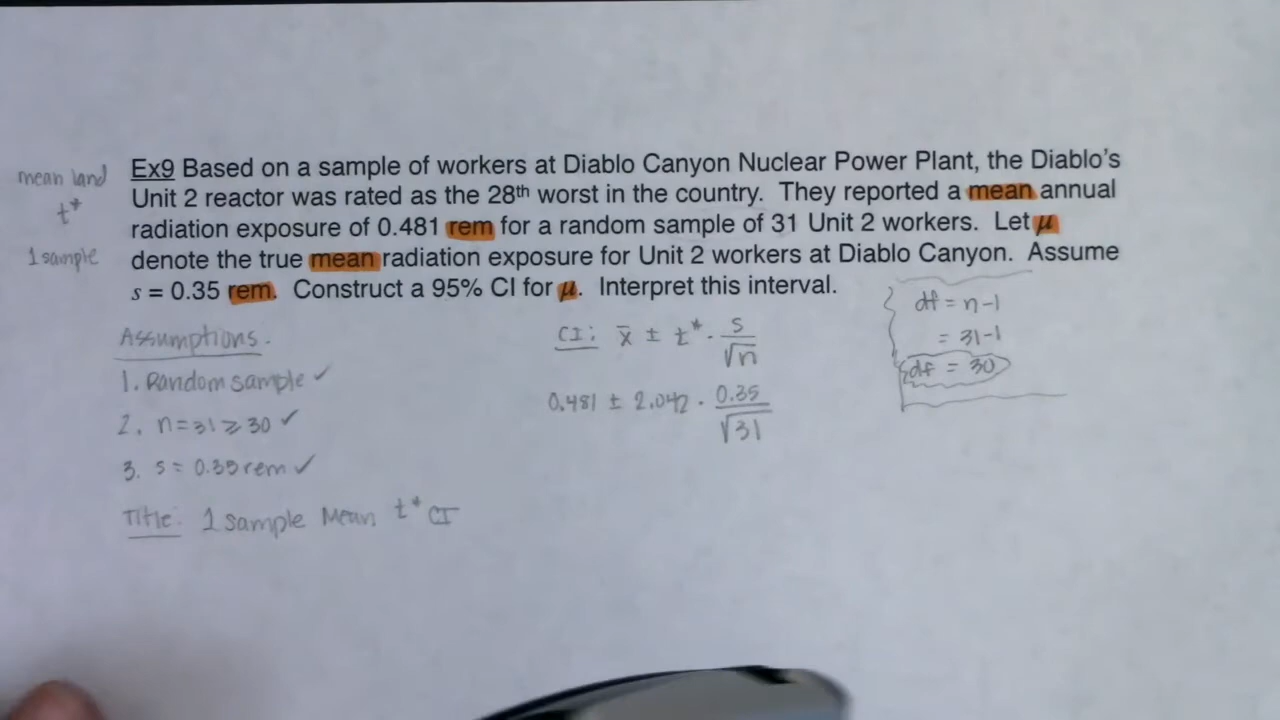 mean land
t*
1 sample
Ex9 Based on a sample of workers at Diablo Canyon Nuclear Power Plant, the Diablo's
Unit 2 reactor was rated as the 28th worst in the country. They reported a mean annual
radiation exposure of 0.481 rem for a random sample of 31 Unit 2 workers. Let μ
denote the true mean radiation exposure for Unit 2 workers at Diablo Canyon. Assume
s = 0.35 rem. Construct a 95% CI for μ. Interpret this interval.
Assumptions.
1. Random sample ✓
2. n = 31 ≥ 30 ✓
3. s = 0.35 rem ✓
Title: 1 sample Mean t* CI
CI: x̄ ± t* · s/√n
0.481 ± 2.042 · 0.35/√31
df = n-1
= 31-1
df = 30